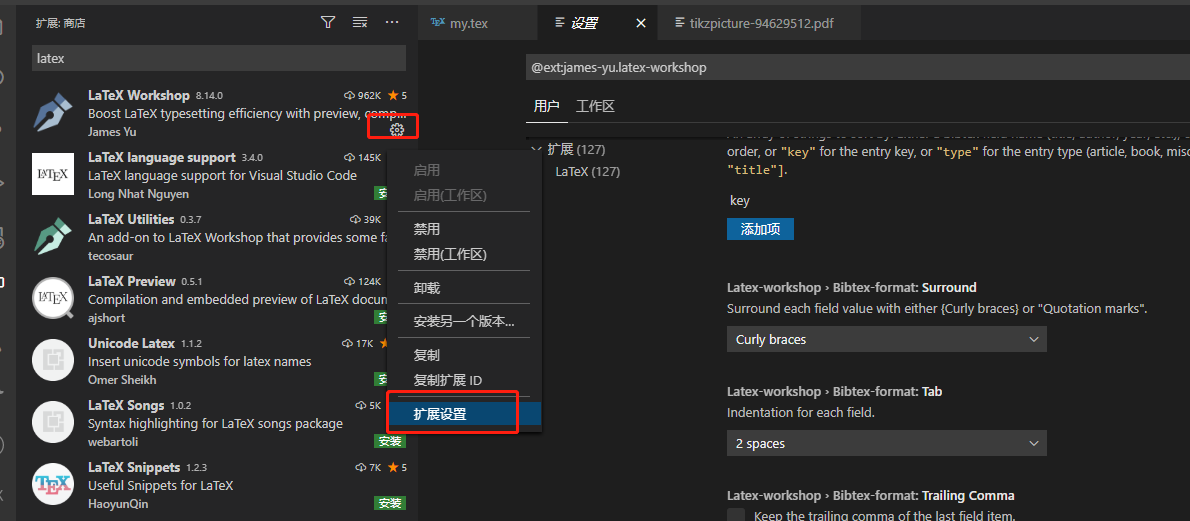 扩展: 商店
latex
LaTeX Workshop 8.14.0 962K 5
Boost LaTeX typesetting efficiency with preview, comp...
James Yu
LaTeX language support 3.4.0 145K
LaTeX language support for Visual Studio Code
Long Nhat Nguyen
LaTeX Utilities 0.3.7 39K
An add-on to LaTeX Workshop that provides some
tecosaur
LaTeX Preview 0.5.1 124K
Compilation and embedded preview of LaTeX
ajshort
Unicode Latex 1.1.2 17K
Insert unicode symbols for latex names
Omer Sheikh
LaTeX Songs 1.0.2 5K
Syntax highlighting for LaTeX songs package
webartoli
安装
LaTeX Snippets 1.2.3 7K 5
Useful Snippets for LaTeX
HaoyunQin
安装
启用
启用(工作区)
禁用
禁用(工作区)
卸载
安装另一个版本...
复制
复制扩展 ID
扩展设置
my.tex
设置
tikzpicture-94629512.pdf
@ext:james-yu.latex-workshop
用户
工作区
扩展 (127)
LaTeX (127)
order, or "key" for the entry key, or "type" for the entry type (article, book, misc
"title"].
key
添加项
Latex-workshop › Bibtex-format: Surround
Surround each field value with either {Curly braces} or "Quotation marks".
Curly braces
Latex-workshop › Bibtex-format: Tab
Indentation for each field.
2 spaces
Latex-workshop › Bibtex-format: Trailing Comma
Keep the trailing comma of the last field item.